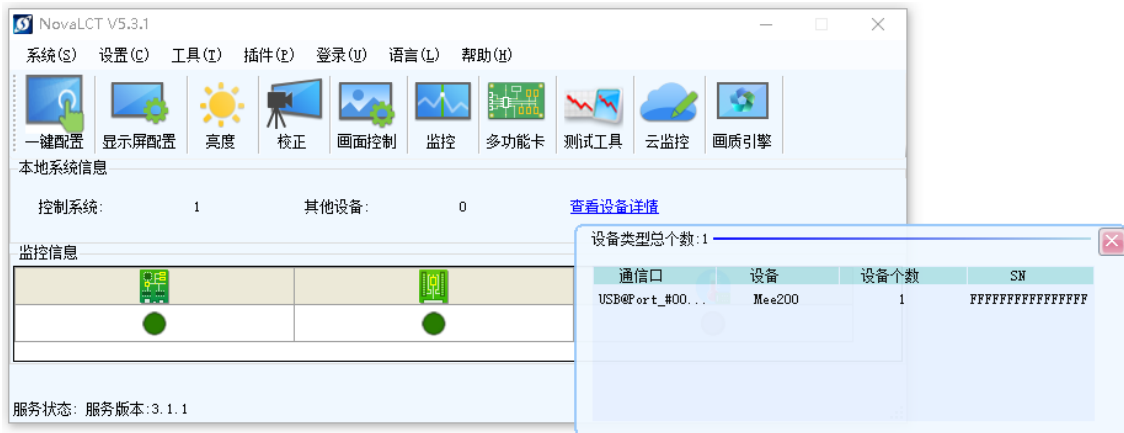 NovaLCT V5.3.1
系统(S) 设置(C) 工具(T) 插件(P) 登录(U) 语言(L) 帮助(H)
一键配置 显示屏配置 亮度 校正 画面控制 监控 多功能卡 测试工具 云监控 画质引擎
本地系统信息
控制系统: 1 其他设备: 0 查看设备详情
设备类型总个数:1
监控信息
通信口 设备 设备个数 SN
USB@Port_#00... Mee200 1 FFFFFFFFFFFFFFFF
服务状态: 服务版本:3.1.1